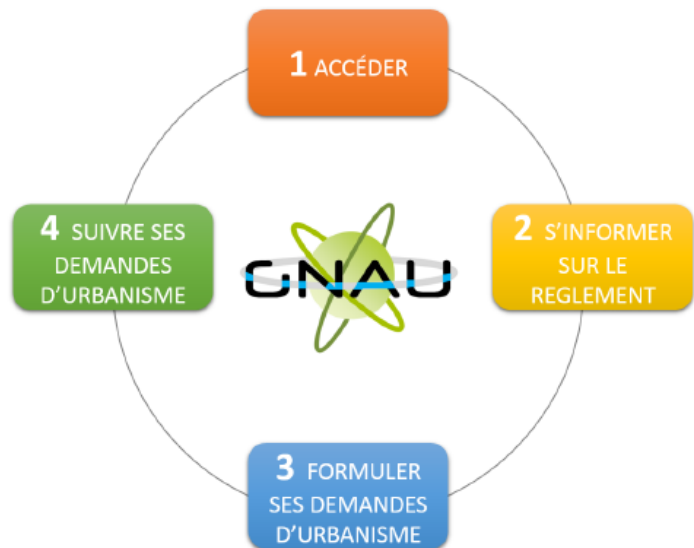 1 ACCÉDER
2 S'INFORMER
SUR LE
REGLEMENT
3 FORMULER
SES DEMANDES
D'URBANISME
4 SUIVRE SES
DEMANDES
D'URBANISME
GNAU